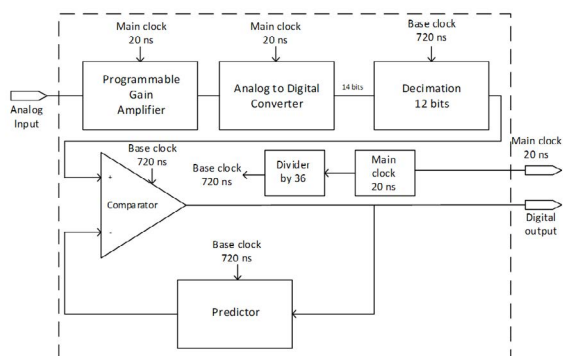 Main clock
20 ns
Main clock
20 ns
Base clock
720 ns
Programmable
Gain
Amplifier
Analog to Digital
Converter
14 bits
Decimation
12 bits
Analog
Input
Main clock
20 ns
Base clock
720 ns
+
Comparator
-
Base clock
720 ns
Divider
by 36
Main
clock
20 ns
Digital
output
Base clock
720 ns
Predictor